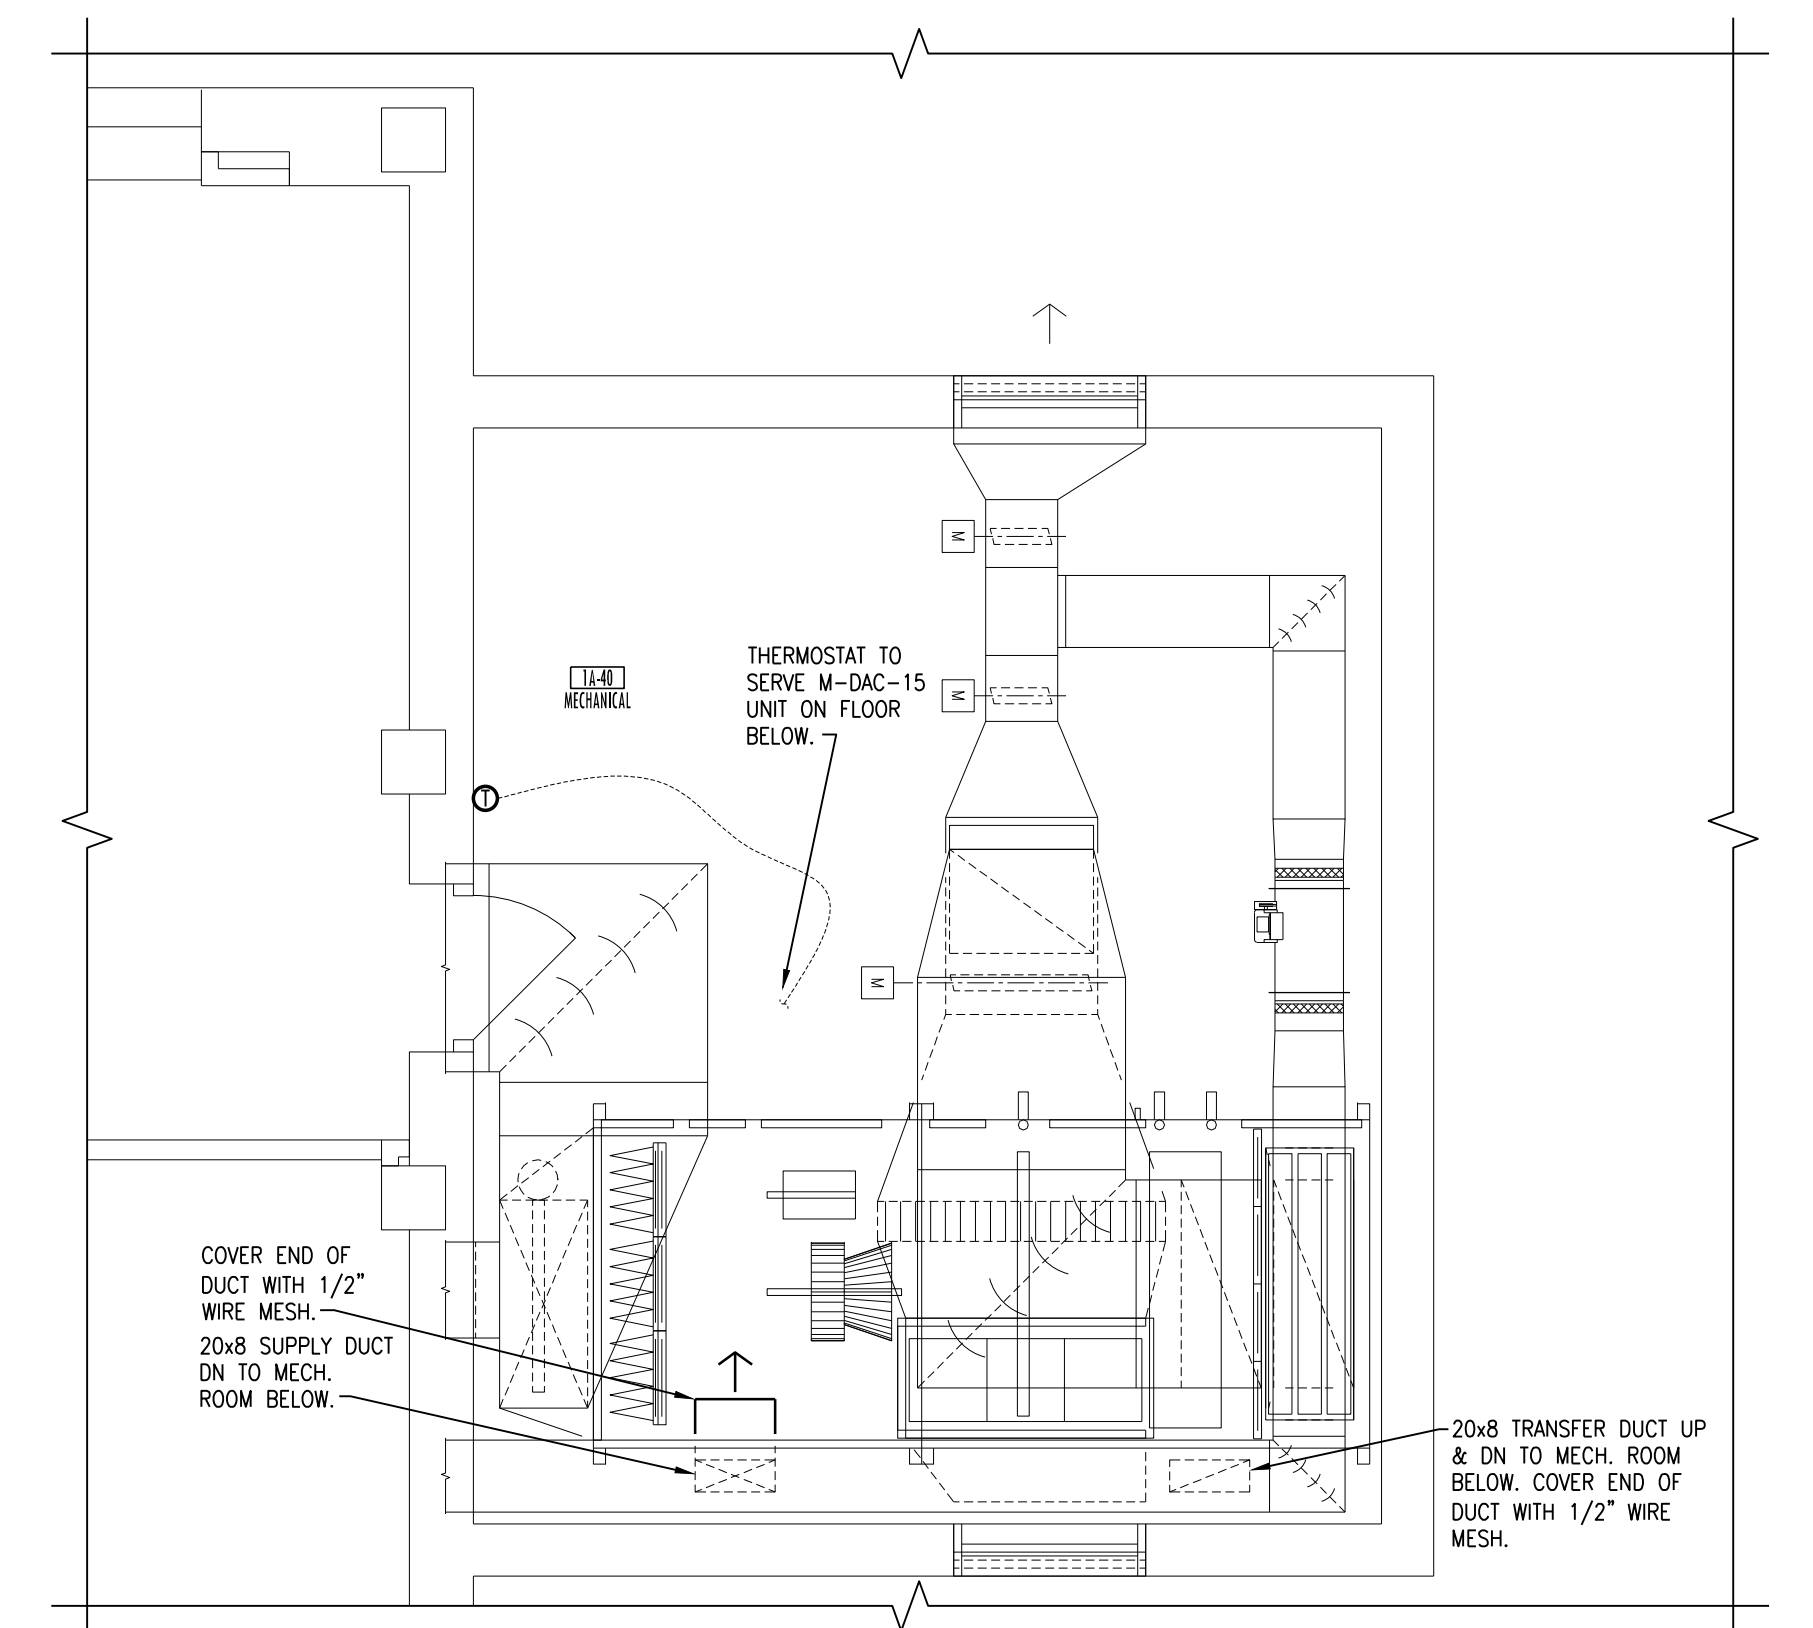 M
THERMOSTAT TO
SERVE M-DAC-15
UNIT ON FLOOR
BELOW.
1A-40
MECHANICAL
M
T
M
COVER END OF
DUCT WITH 1/2"
WIRE MESH.
20x8 SUPPLY DUCT
DN TO MECH.
ROOM BELOW.
20x8 TRANSFER DUCT UP
& DN TO MECH. ROOM
BELOW. COVER END OF
DUCT WITH 1/2" WIRE
MESH.